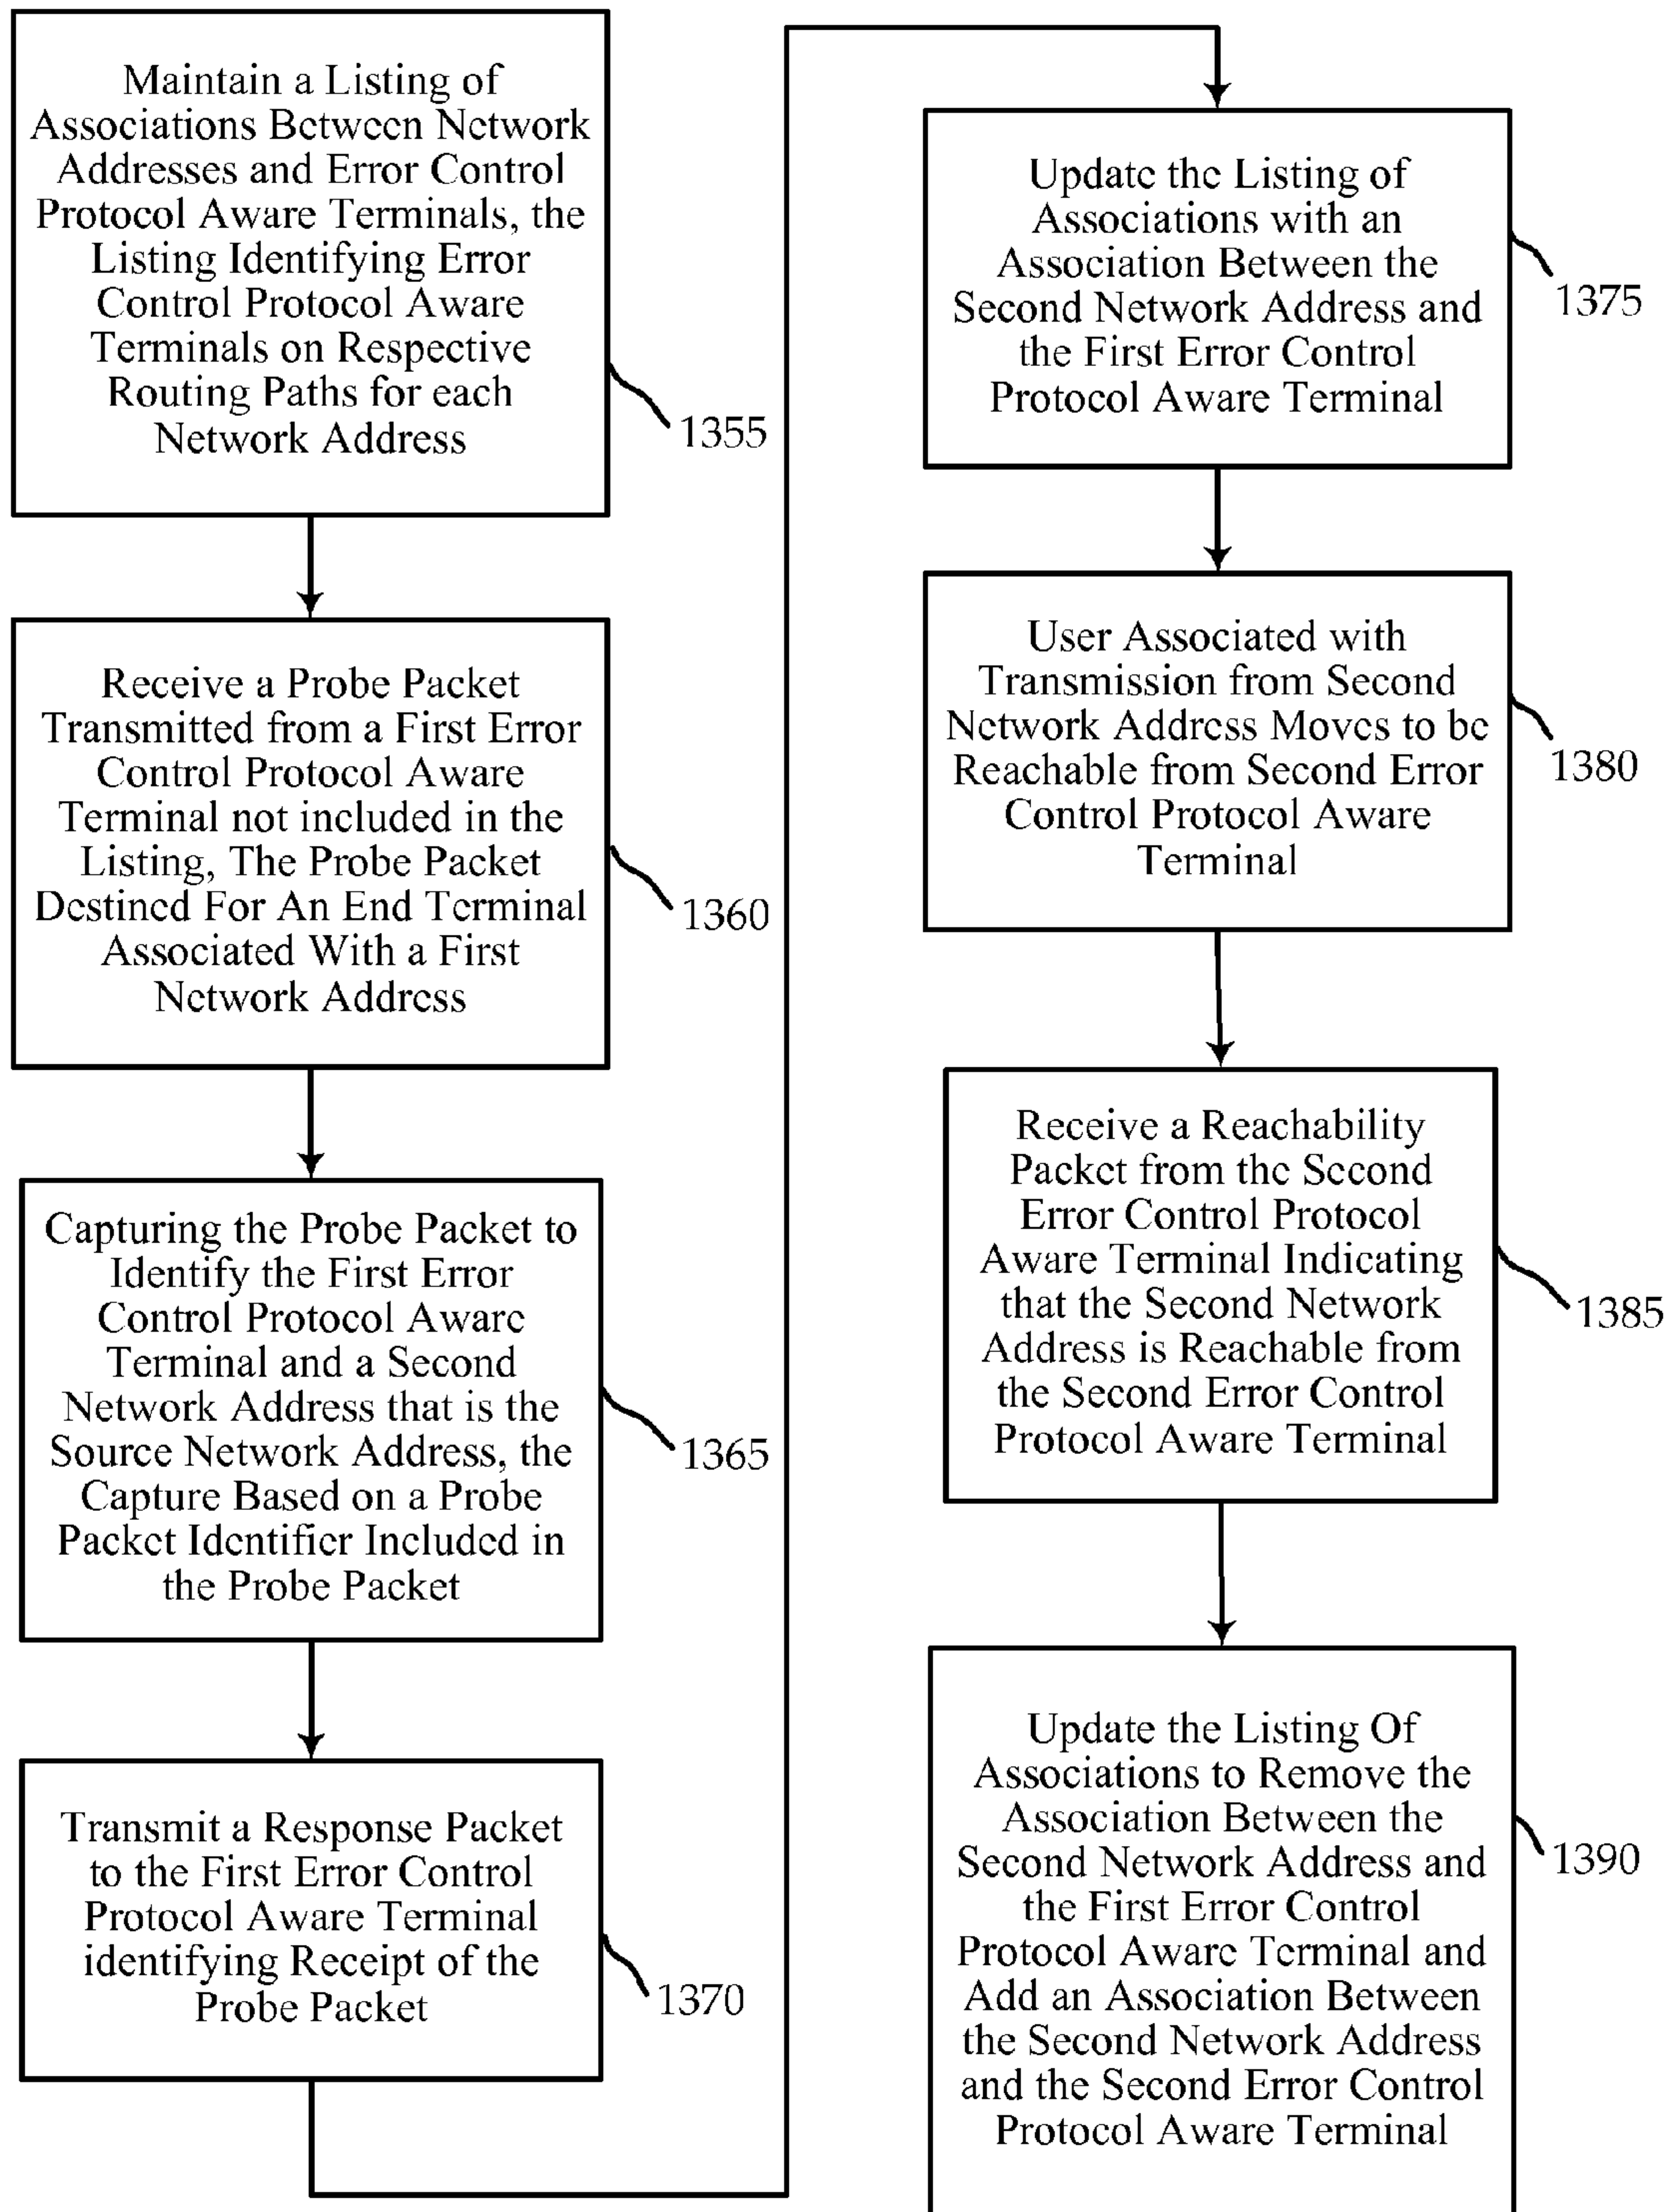 Maintain a Listing of
Associations Between Network
Addresses and Error Control
Protocol Aware Terminals, the
Listing Identifying Error
Control Protocol Aware
Terminals on Respective
Routing Paths for each
Network Address
1355
Receive a Probe Packet
Transmitted from a First Error
Control Protocol Aware
Terminal not included in the
Listing, The Probe Packet
Destined For An End Terminal
Associated With a First
Network Address
1360
Capturing the Probe Packet to
Identify the First Error
Control Protocol Aware
Terminal and a Second
Network Address that is the
Source Network Address, the
Capture Based on a Probe
Packet Identifier Included in
the Probe Packet
1365
Transmit a Response Packet
to the First Error Control
Protocol Aware Terminal
identifying Receipt of the
Probe Packet
1370
Update the Listing of
Associations with an
Association Between the
Second Network Address and
the First Error Control
Protocol Aware Terminal
1375
User Associated with
Transmission from Second
Network Address Moves to be
Reachable from Second Error
Control Protocol Aware
Terminal
1380
Receive a Reachability
Packet from the Second
Error Control Protocol
Aware Terminal Indicating
that the Second Network
Address is Reachable from
the Second Error Control
Protocol Aware Terminal
1385
Update the Listing Of
Associations to Remove the
Association Between the
Second Network Address and
the First Error Control
Protocol Aware Terminal and
Add an Association Between
the Second Network Address
and the Second Error Control
Protocol Aware Terminal
1390